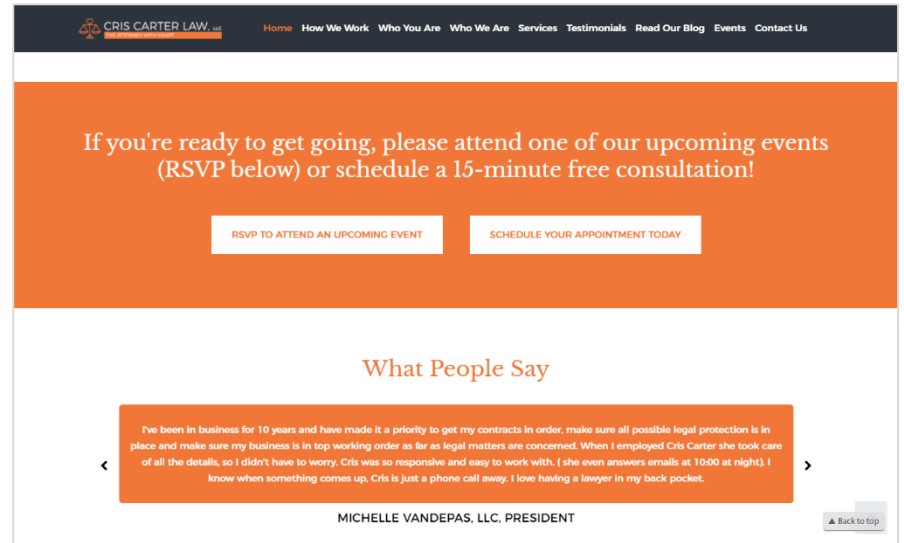 CRIS CARTER LAW, LLC
THE ATTORNEY WITH HEART
Home How We Work Who You Are Who We Are Services Testimonials Read Our Blog Events Contact Us
If you're ready to get going, please attend one of our upcoming events
(RSVP below) or schedule a 15-minute free consultation!
RSVP TO ATTEND AN UPCOMING EVENT
SCHEDULE YOUR APPOINTMENT TODAY
What People Say
I've been in business for 10 years and have made it a priority to get my contracts in order, make sure all possible legal protection is in
place and make sure my business is in top working order as far as legal matters are concerned. When I employed Cris Carter she took care
of all the details, so I didn't have to worry. Cris was so responsive and easy to work with, ( she even answers emails at 10:00 at night). I
know when something comes up, Cris is just a phone call away. I love having a lawyer in my back pocket.
MICHELLE VANDEPAS, LLC, PRESIDENT
▲ Back to top